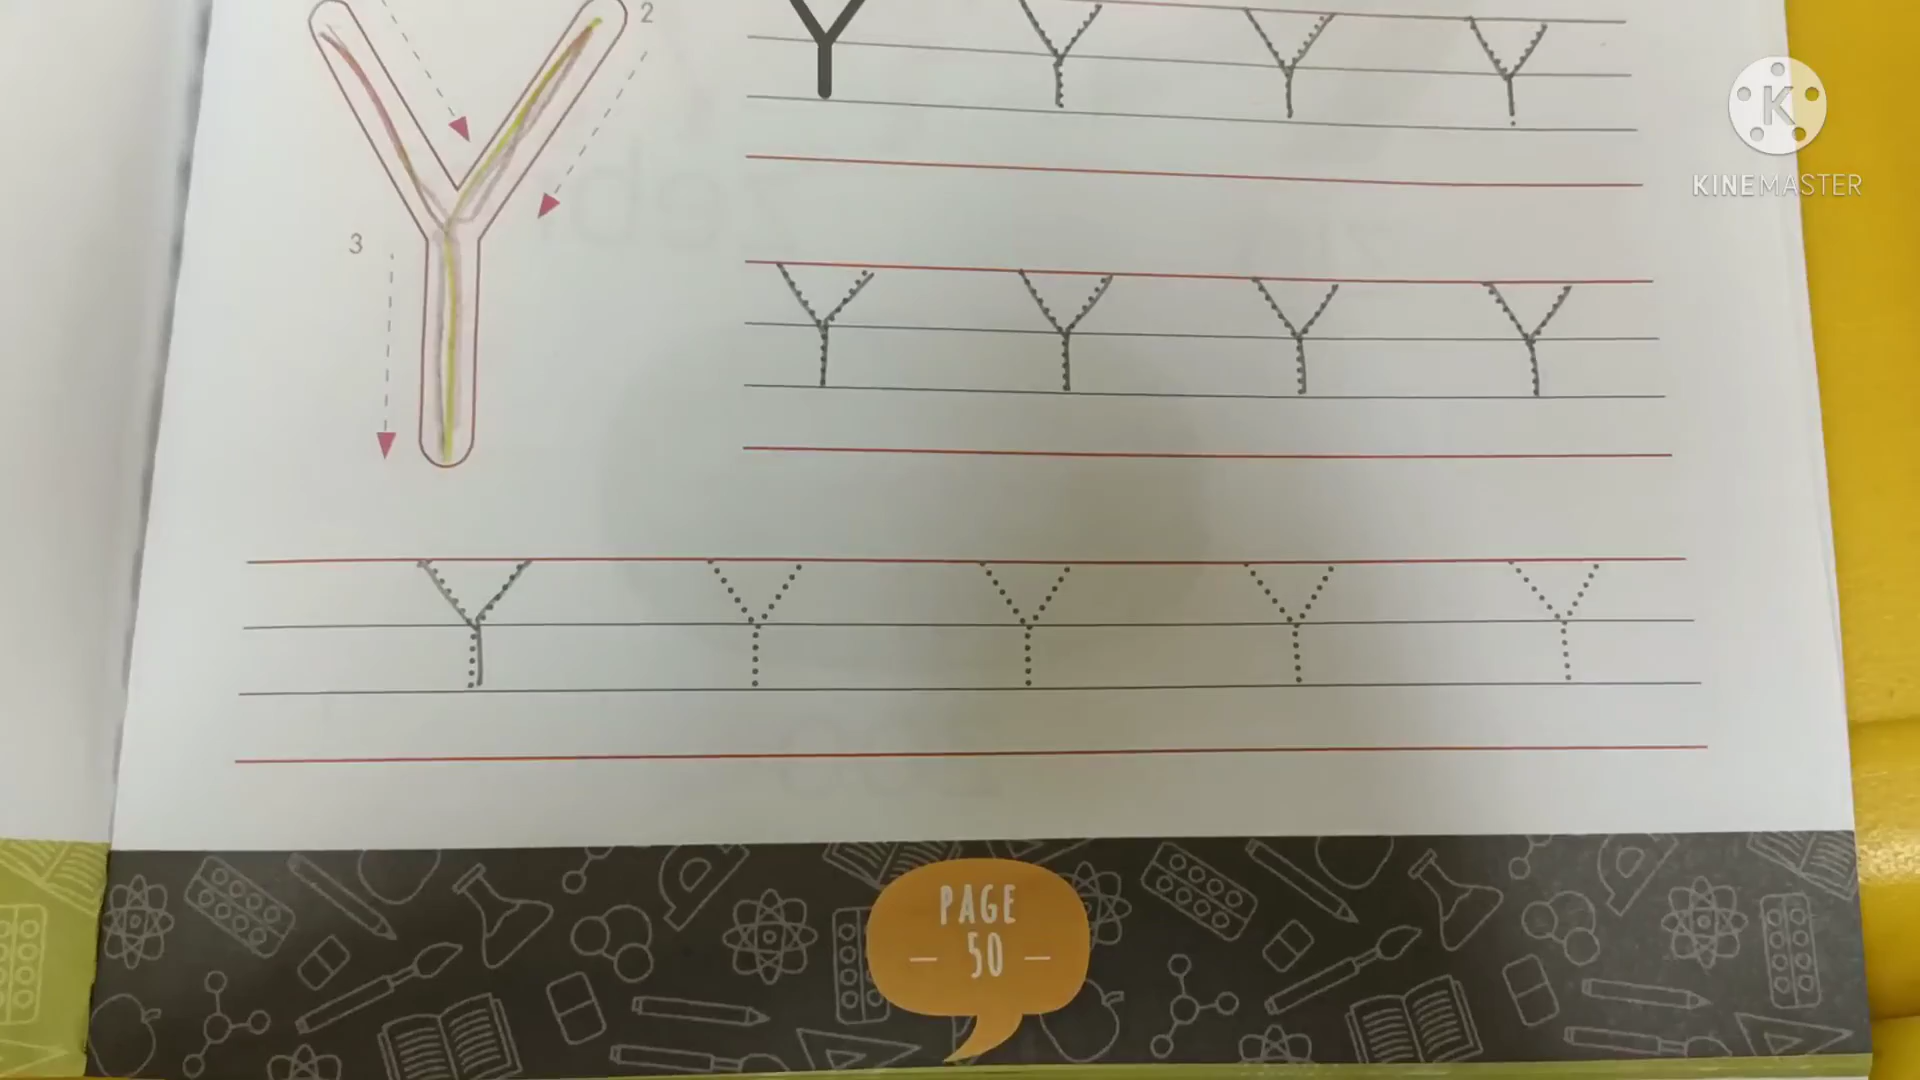 2
Y Y Y Y
K
KINEMASTER
Y
3
Y Y Y Y
Y Y Y Y Y
PAGE
— 50 —